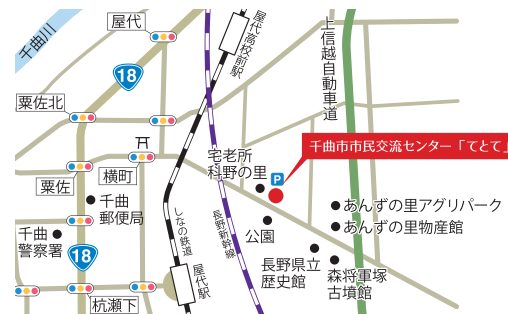 屋代
千曲川
屋代高校前駅
上信越自動車道
18
粟佐北
千曲市市民交流センター「てとて」
宅老所
科野の里
P
横町
粟佐
千曲
郵便局
あんずの里アグリパーク
あんずの里物産館
しなの鉄道
長野新幹線
公園
千曲
警察署
18
長野県立
歴史館
森将軍塚
古墳館
屋代駅
杭瀬下